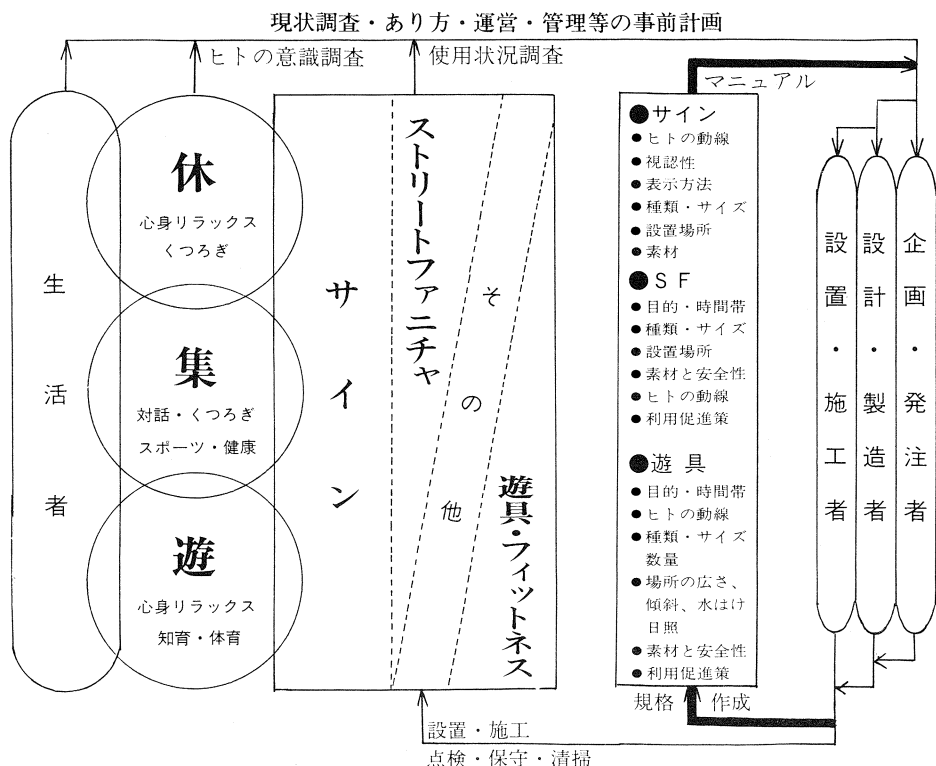 現状調査・あり方・運営・管理等の事前計画
ヒトの意識調査
使用状況調査
マニュアル
生活者
休
心身リラックス
くつろぎ
集
対話・くつろぎ
スポーツ・健康
遊
心身リラックス
知育・体育
サイン
ストリートファニチャ
その他
遊具・フィットネス
●サイン
●ヒトの動線
●視認性
●表示方法
●種類・サイズ
●設置場所
●素材
●SF
●目的・時間帯
●種類・サイズ
●設置場所
●素材と安全性
●ヒトの動線
●利用促進策
●遊具
●目的・時間帯
●ヒトの動線
●種類・サイズ
数量
●場所の広さ、
傾斜、水はけ
日照
●素材と安全性
●利用促進策
規格 作成
設置・施工者
設計・製造者
企画・発注者
設置・施工
点検・保守・清掃